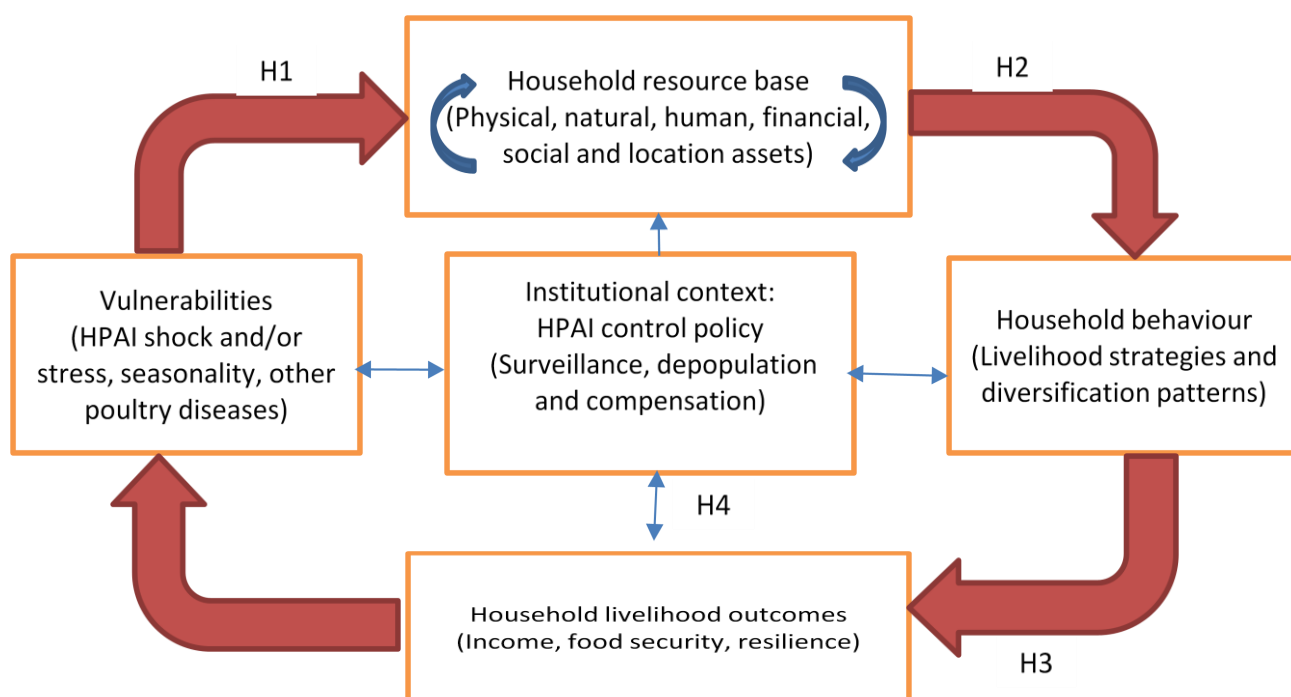 H1
Household resource base
(Physical, natural, human, financial,
social and location assets)
H2
Vulnerabilities
(HPAI shock and/or
stress, seasonality, other
poultry diseases)
Institutional context:
HPAI control policy
(Surveillance, depopulation
and compensation)
Household behaviour
(Livelihood strategies and
diversification patterns)
H4
Household livelihood outcomes
(Income, food security, resilience)
H3